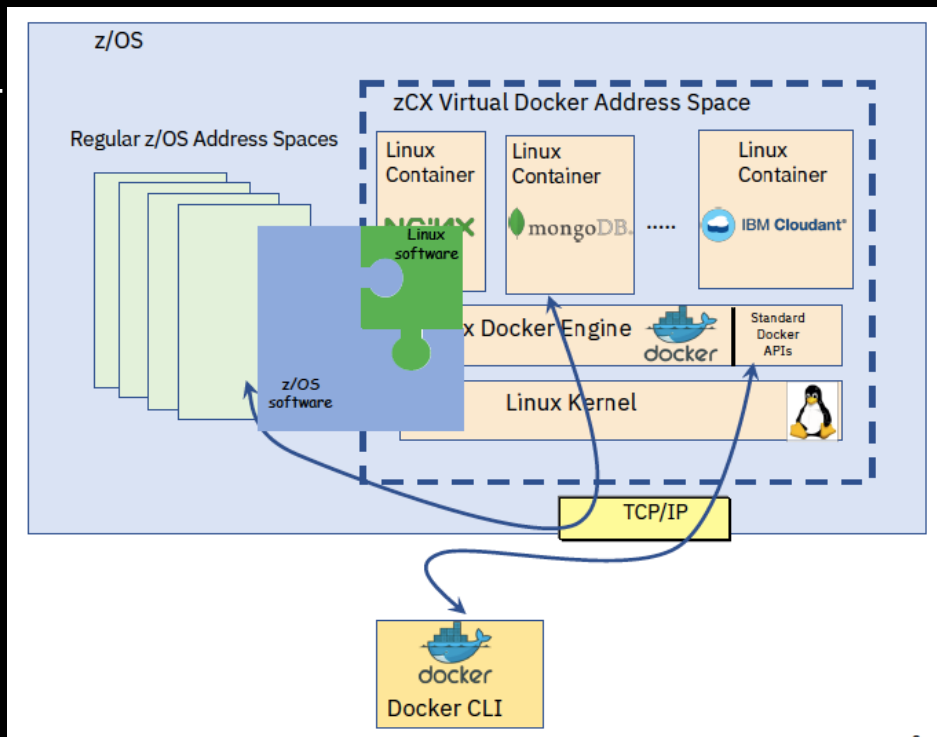 z/OS
zCX Virtual Docker Address Space
Regular z/OS Address Spaces
Linux
Container
NGINX
Linux
Container
mongoDB.
.....
Linux
Container
IBM Cloudant®
Linux
software
z/OS
software
x Docker Engine
docker
Standard
Docker
APIs
Linux Kernel
TCP/IP
docker
Docker CLI